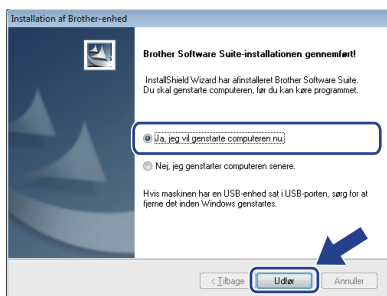 Installation af Brother-enhed
Brother Software Suite-installationen gennemført!
InstallShield Wizard har afinstalleret Brother Software Suite.
Du skal genstarte computeren, før du kan køre programmet.
Ja, jeg vil genstarte computeren nu.
Nej, jeg genstarter computeren senere.
Hvis maskinen har en USB-enhed sat i USB-porten, sørg for at
fjerne det inden Windows genstartes.
< Tilbage Udfør Annuller